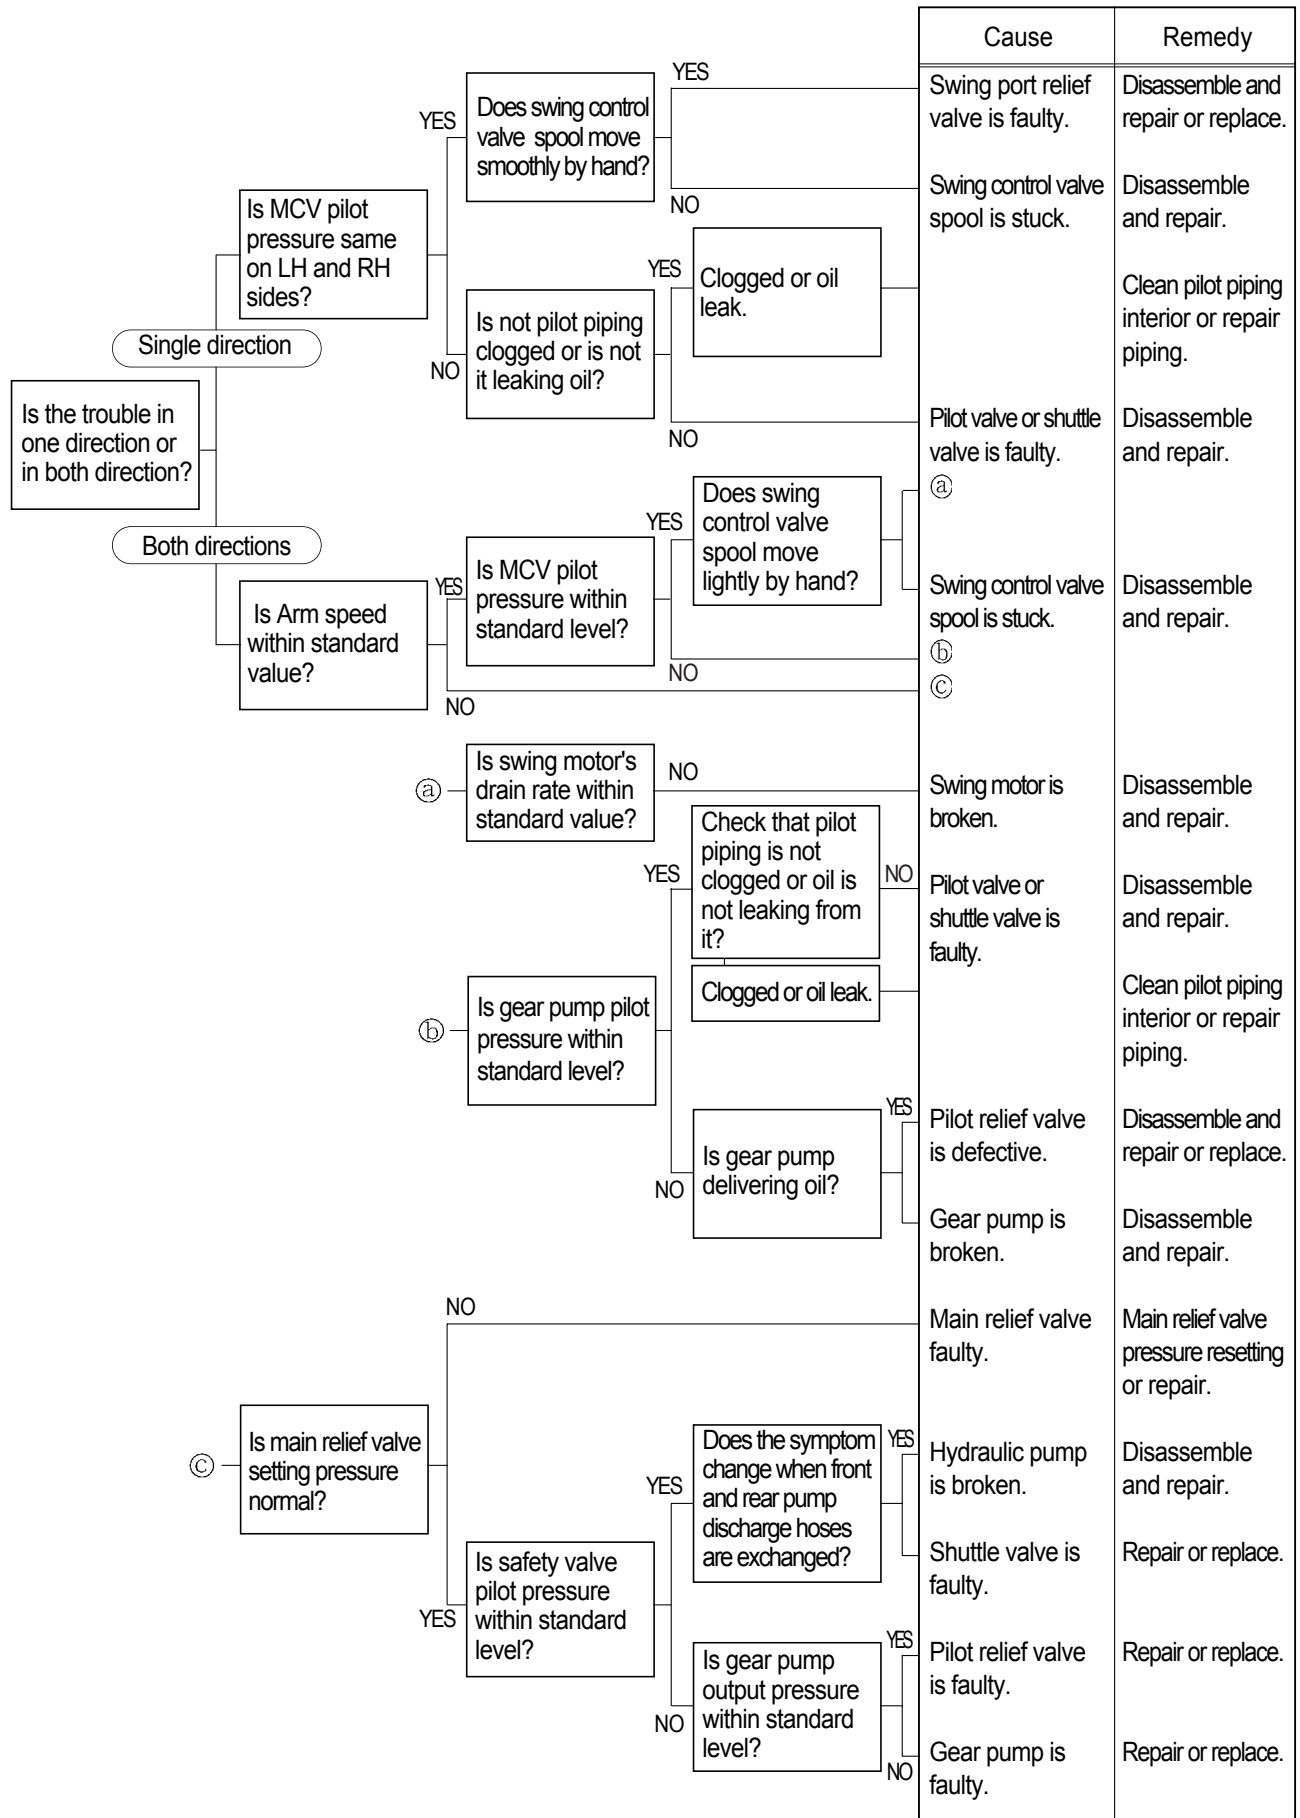 Cause
Remedy
YES
Does swing control
valve spool move
smoothly by hand?
YES
Swing port relief
valve is faulty.
Disassemble and
repair or replace.
NO
Swing control valve
spool is stuck.
Disassemble
and repair.
Is MCV pilot
pressure same
on LH and RH
sides?
YES
Clogged or oil
leak.
Clean pilot piping
interior or repair
piping.
Is not pilot piping
clogged or is not
it leaking oil?
NO
Single direction
Is the trouble in
one direction or
in both direction?
NO
Pilot valve or shuttle
valve is faulty.
Disassemble
and repair.
Both directions
YES
Does swing
control valve
spool move
lightly by hand?
ⓐ
Is Arm speed
within standard
value?
YES
Is MCV pilot
pressure within
standard level?
Swing control valve
spool is stuck.
Disassemble
and repair.
NO
ⓑ
NO
ⓒ
ⓐ
Is swing motor's
drain rate within
standard value?
NO
Swing motor is
broken.
Disassemble
and repair.
YES
Check that pilot
piping is not
clogged or oil is
not leaking from
it?
NO
Pilot valve or
shuttle valve is
faulty.
Disassemble
and repair.
Clogged or oil leak.
Clean pilot piping
interior or repair
piping.
ⓑ
Is gear pump pilot
pressure within
standard level?
NO
Is gear pump
delivering oil?
YES
Pilot relief valve
is defective.
Disassemble and
repair or replace.
Gear pump is
broken.
Disassemble
and repair.
NO
Main relief valve
faulty.
Main relief valve
pressure resetting
or repair.
ⓒ
Is main relief valve
setting pressure
normal?
YES
Does the symptom
change when front
and rear pump
discharge hoses
are exchanged?
YES
Hydraulic pump
is broken.
Disassemble
and repair.
Shuttle valve is
faulty.
Repair or replace.
YES
Is safety valve
pilot pressure
within standard
level?
NO
Is gear pump
output pressure
within standard
level?
YES
Pilot relief valve
is faulty.
Repair or replace.
NO
Gear pump is
faulty.
Repair or replace.